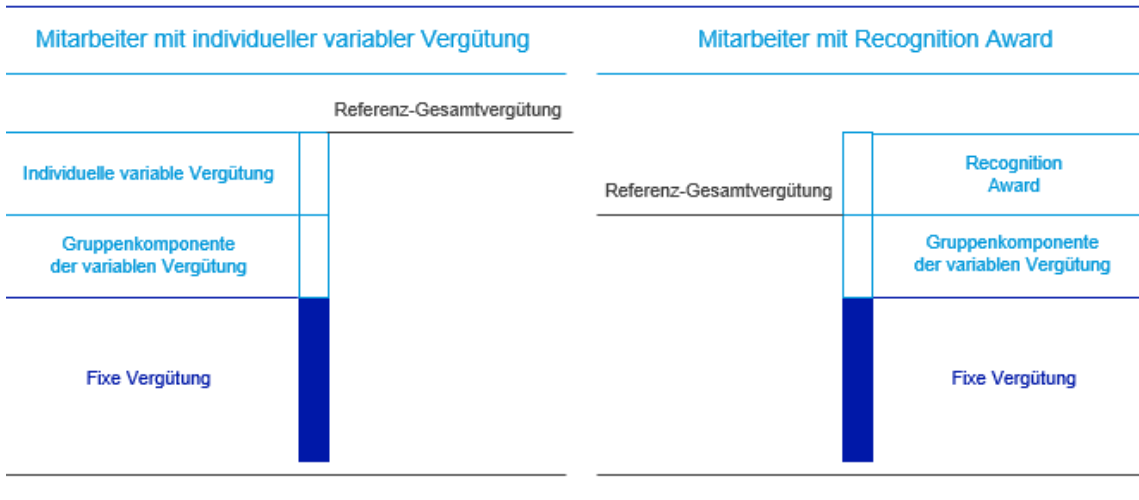 Mitarbeiter mit individueller variabler Vergütung
Referenz-Gesamtvergütung
Individuelle variable Vergütung
Gruppenkomponente
der variablen Vergütung
Fixe Vergütung
Mitarbeiter mit Recognition Award
Referenz-Gesamtvergütung
Recognition
Award
Gruppenkomponente
der variablen Vergütung
Fixe Vergütung